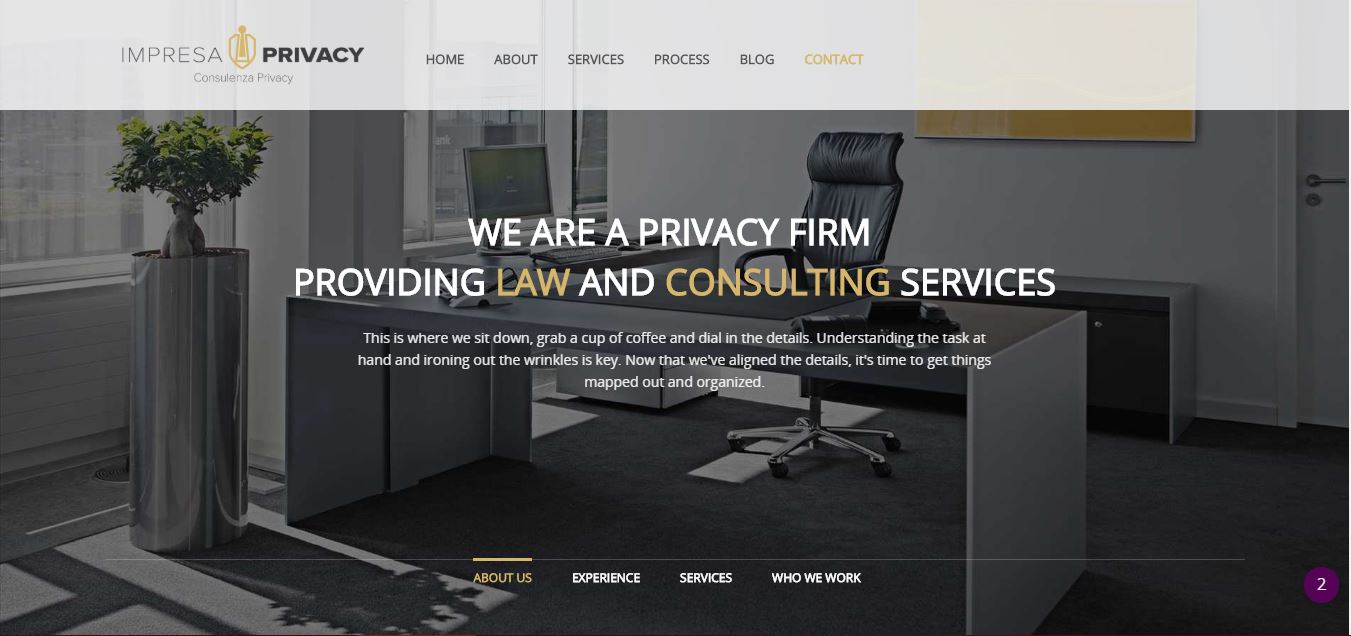 IMPRESA PRIVACY
Consulenza Privacy
HOME ABOUT SERVICES PROCESS BLOG CONTACT
WE ARE A PRIVACY FIRM
PROVIDING LAW AND CONSULTING SERVICES
This is where we sit down, grab a cup of coffee and dial in the details. Understanding the task at
hand and ironing out the wrinkles is key. Now that we've aligned the details, it's time to get things
mapped out and organized.
ABOUT US EXPERIENCE SERVICES WHO WE WORK
2